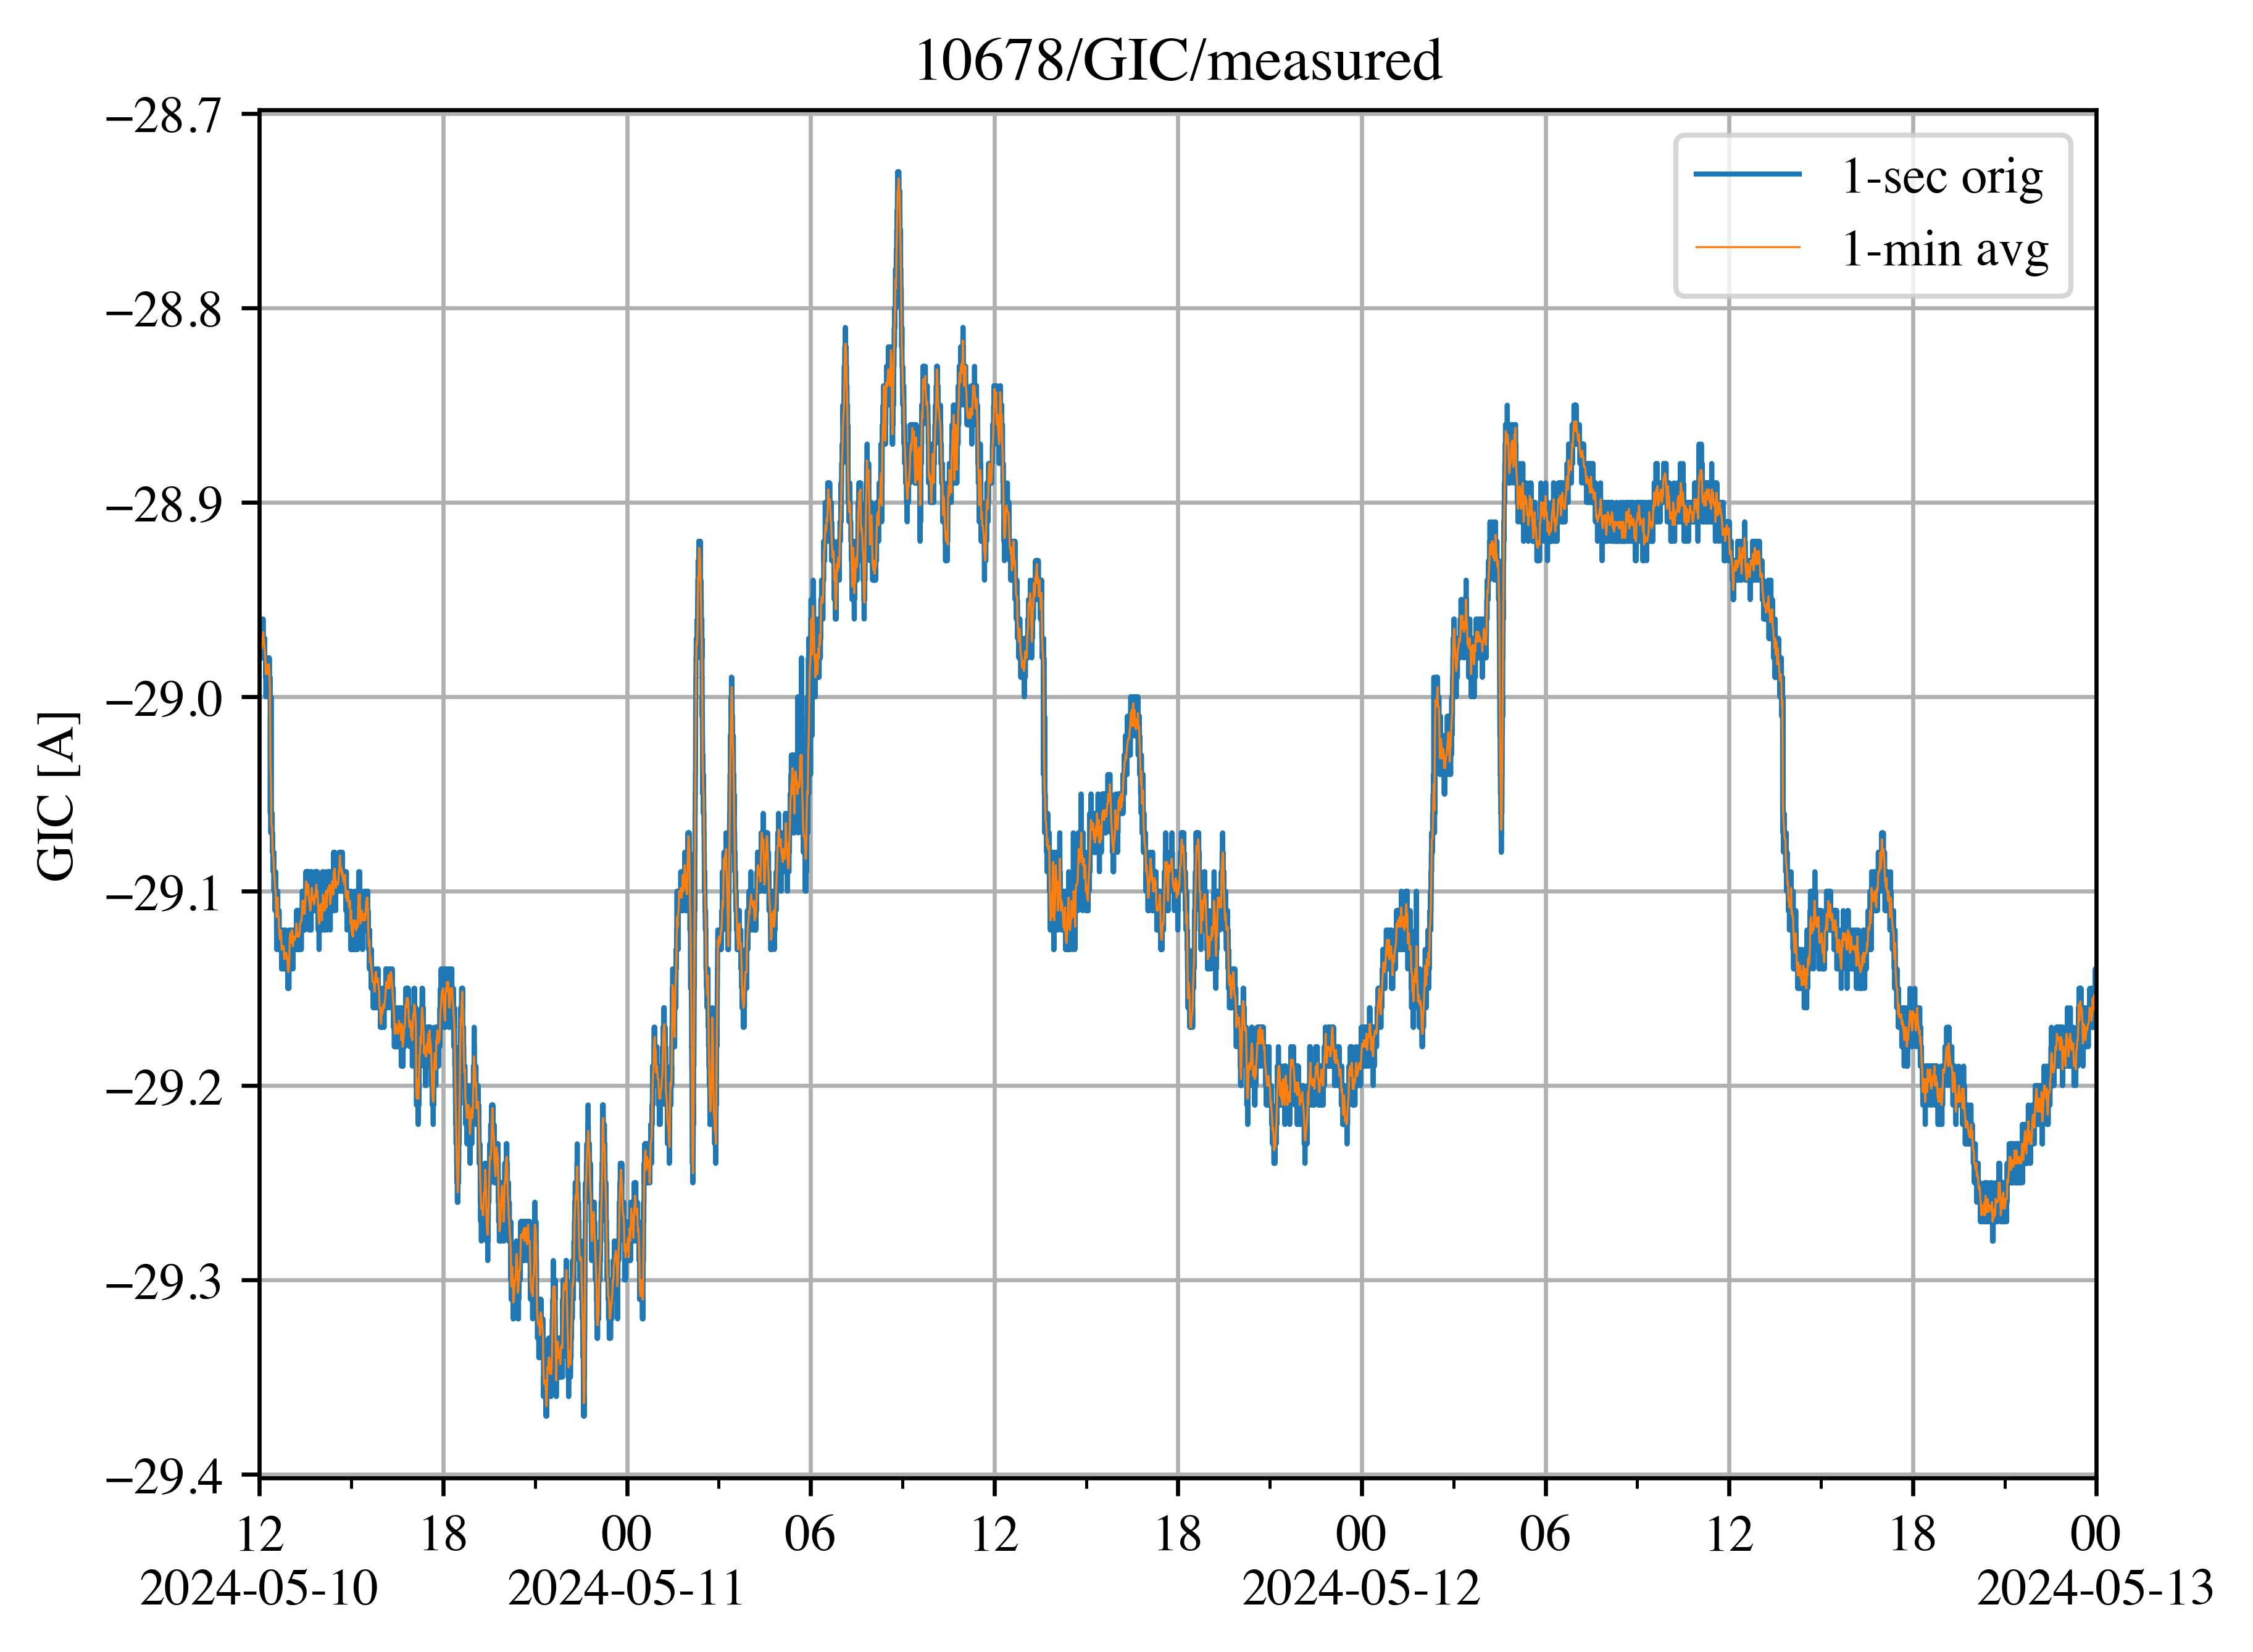 10678/GIC/measured
−28.7
−28.8
−28.9
−29.0
−29.1
−29.2
−29.3
−29.4
GIC [A]
1-sec orig
1-min avg
12 18 00 06 12 18 00 06 12 18 00
2024-05-10 2024-05-11 2024-05-12 2024-05-13